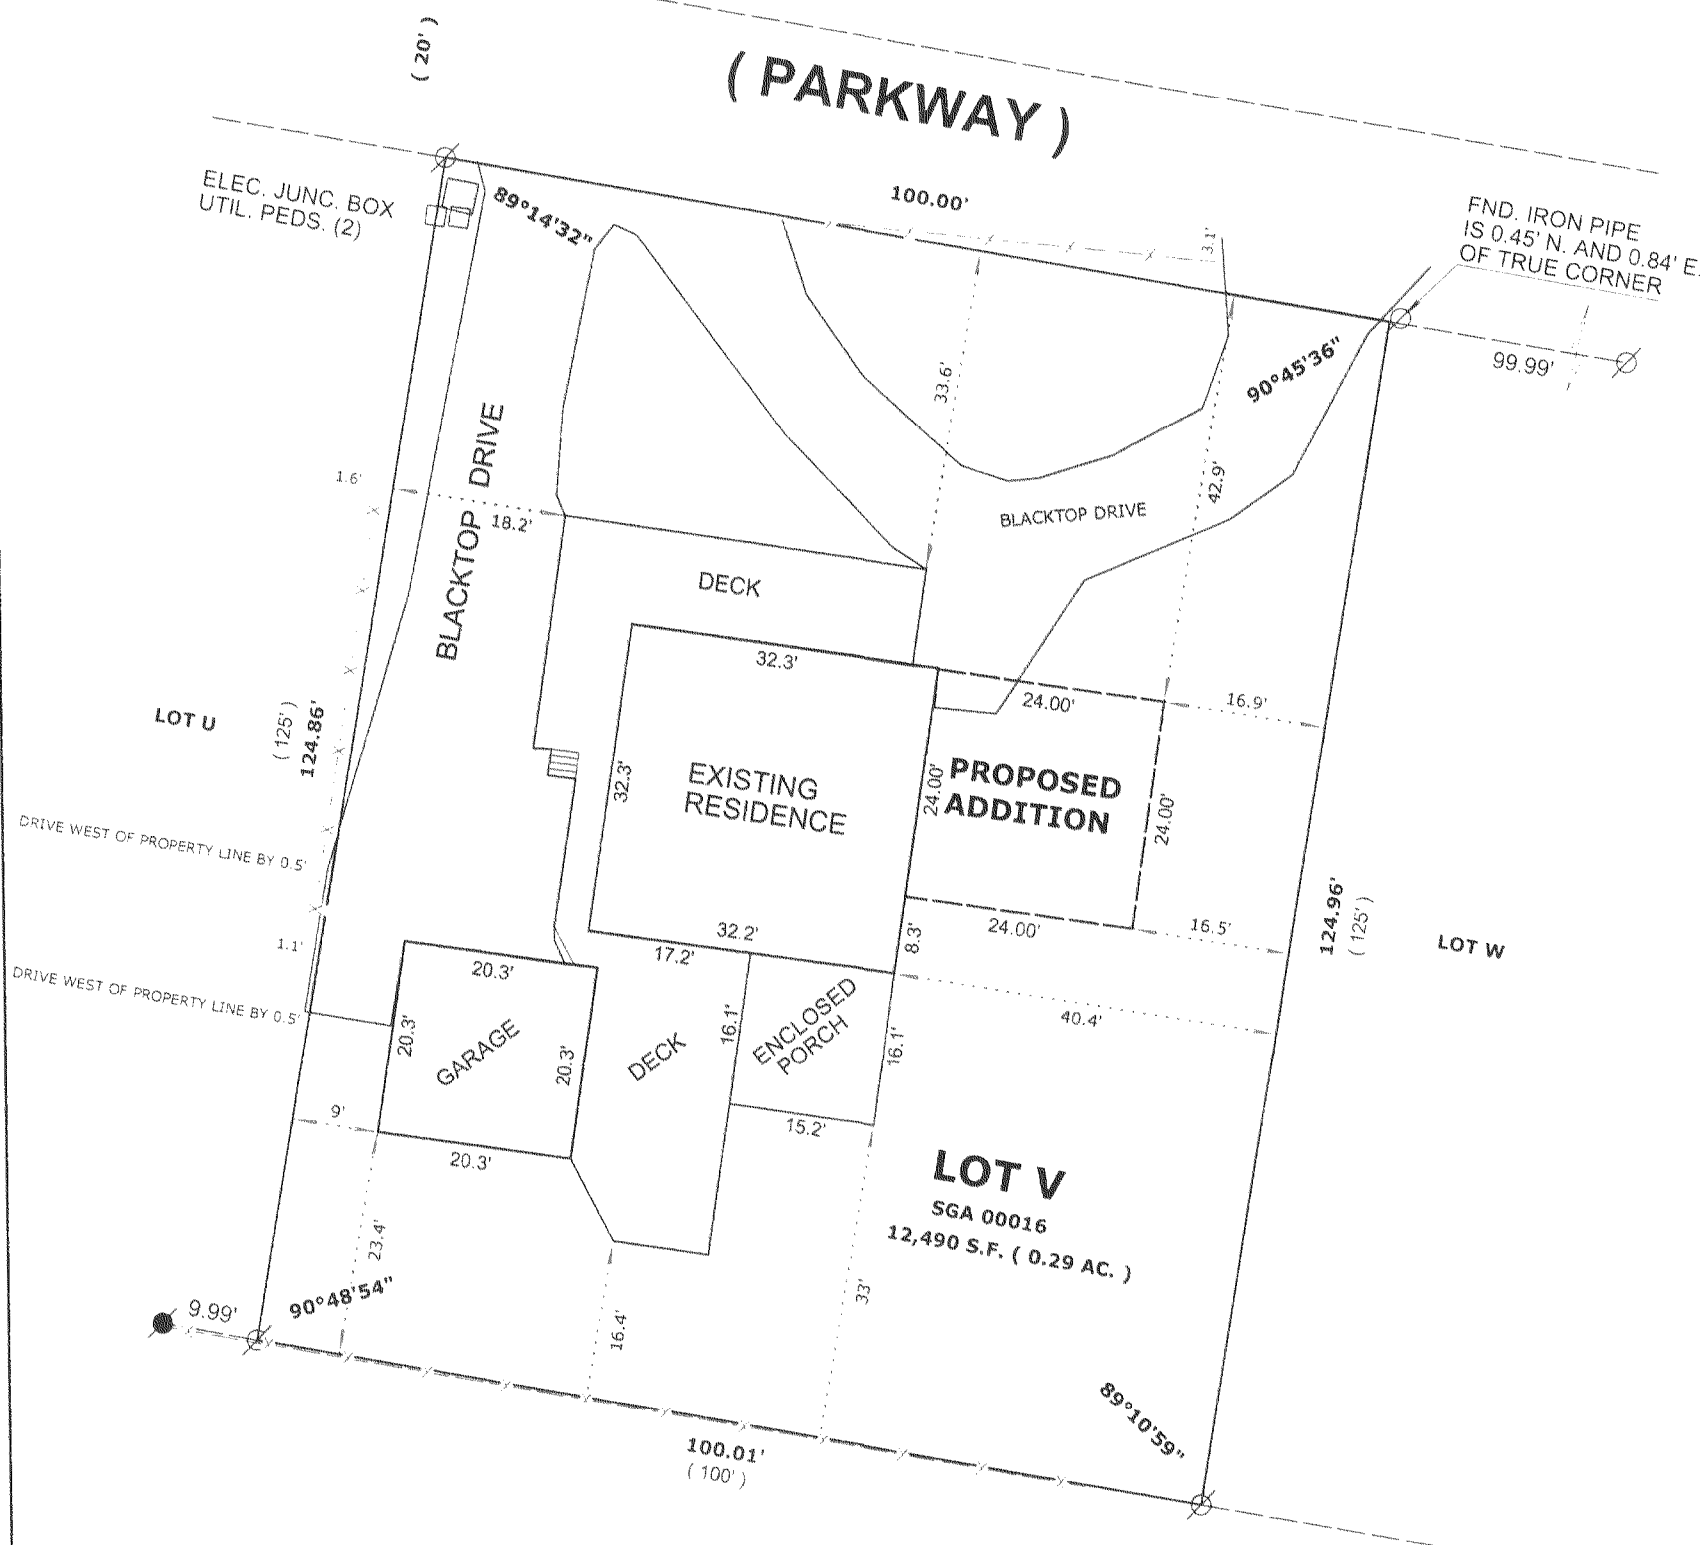 ( 20' )
( PARKWAY )
ELEC. JUNC. BOX
UTIL. PEDS. (2)
89°14'32"
100.00'
3.1'
FND. IRON PIPE
IS 0.45' N. AND 0.84' E.
OF TRUE CORNER
90°45'36"
99.99'
33.6'
42.9'
1.6'
18.2'
BLACKTOP DRIVE
BLACKTOP DRIVE
DECK
32.3'
24.00'
16.9'
LOT U
( 125' )
124.86'
32.3'
EXISTING
RESIDENCE
24.00'
PROPOSED
ADDITION
24.00'
DRIVE WEST OF PROPERTY LINE BY 0.5'
1.1'
DRIVE WEST OF PROPERTY LINE BY 0.5'
32.2'
17.2'
8.3'
24.00'
16.5'
124.96'
( 125' )
LOT W
20.3'
20.3'
GARAGE
20.3'
DECK
16.1'
ENCLOSED
PORCH
16.1'
40.4'
9'
20.3'
15.2'
LOT V
SGA 00016
12,490 S.F. ( 0.29 AC. )
23.4'
16.4'
33'
9.99'
90°48'54"
89°10'59"
100.01'
( 100' )